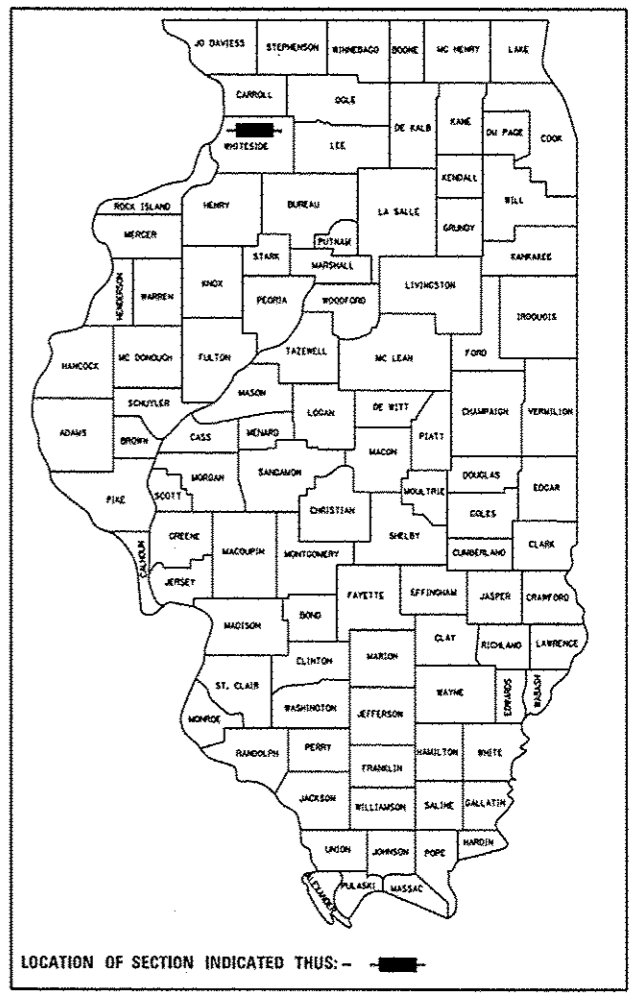 JO DAVIESS
STEPHENSON
WINNEBAGO
BOONE
MC HENRY
LAKE
CARROLL
OGLE
DE KALB
KANE
DU PAGE
COOK
WHITESIDE
LEE
KENDALL
WILL
ROCK ISLAND
HENRY
BUREAU
LA SALLE
GRUNDY
MERCER
PUTNAM
KANKAKEE
STARK
MARSHALL
HENDERSON
WARREN
KNOX
PEORIA
WOODFORD
LIVINGSTON
IROQUOIS
HANCOCK
MC DONOUGH
FULTON
TAZEWELL
MC LEAN
FORD
MASON
SCHUYLER
LOGAN
DE WITT
CHAMPAIGN
VERMILION
ADAMS
BROWN
CASS
MENARD
PIATT
MACON
MORGAN
SANGAMON
DOUGLAS
EDGAR
PIKE
SCOTT
CHRISTIAN
MOULTRIE
COLES
GREENE
MACOUPIN
MONTGOMERY
SHELBY
CLARK
CALHOUN
CUMBERLAND
JERSEY
FAYETTE
EFFINGHAM
JASPER
CRAWFORD
BOND
MADISON
CLAY
RICHLAND
LAWRENCE
CLINTON
MARION
ST. CLAIR
WAYNE
EDWARDS
WABASH
WASHINGTON
JEFFERSON
MONROE
RANDOLPH
PERRY
HAMILTON
WHITE
FRANKLIN
JACKSON
WILLIAMSON
SALINE
GALLATIN
UNION
JOHNSON
POPE
HARDIN
ALEXANDER
PULASKI
MASSAC
LOCATION OF SECTION INDICATED THUS:-